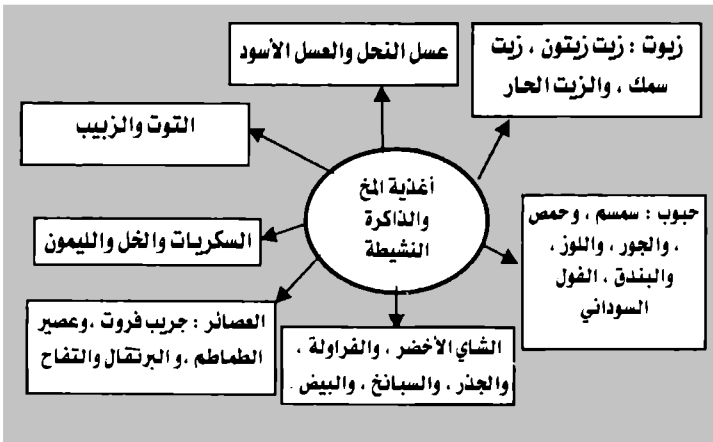 زيوت : زيت زيتون ، زيت
سمك ، والزيت الحار
عسل النحل والعسل الأسود
التوت والزبيب
أغذية المخ
والذاكرة
النشيطة
حبوب : سمسم ، وحمص
، والجور ، واللوز ،
والبندق ، الفول
السوداني
السكريات والخل والليمون
العصائر : جريب فروت ، وعصير
الطماطم ، و البرتقال والتفاح
الشاي الأخضر ، والفراولة ،
والجذر ، والسبانخ ، والبيض .